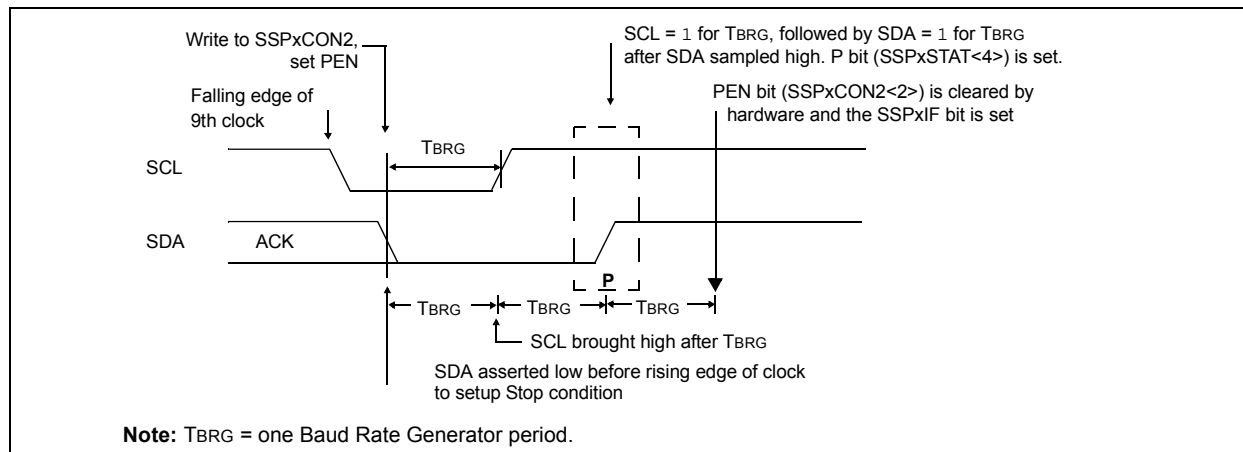 Write to SSPxCON2,
set PEN
SCL = 1 for TBRG, followed by SDA = 1 for TBRG
after SDA sampled high. P bit (SSPxSTAT<4>) is set.
Falling edge of
9th clock
PEN bit (SSPxCON2<2>) is cleared by
hardware and the SSPxIF bit is set
TBRG
SCL
SDA
ACK
P
TBRG
TBRG
TBRG
SCL brought high after TBRG
SDA asserted low before rising edge of clock
to setup Stop condition
Note: TBRG = one Baud Rate Generator period.